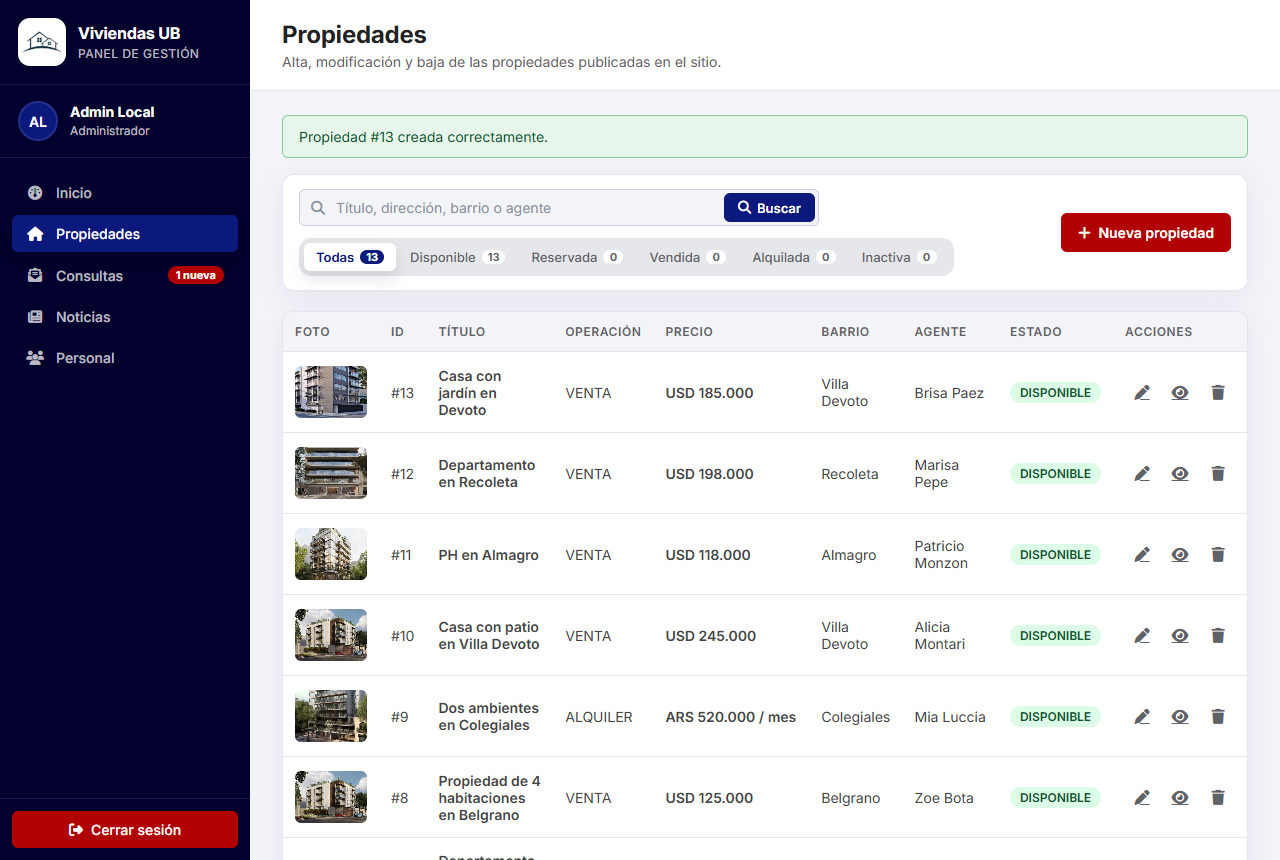 Viviendas UB
PANEL DE GESTIÓN
AL
Admin Local
Administrador
Inicio
Propiedades
Consultas
1 nueva
Noticias
Personal
Cerrar sesión
Propiedades
Alta, modificación y baja de las propiedades publicadas en el sitio.
Propiedad #13 creada correctamente.
Título, dirección, barrio o agente
Buscar
Todas 13 Disponible 13 Reservada 0 Vendida 0 Alquilada 0 Inactiva 0
+ Nueva propiedad
FOTO ID TÍTULO OPERACIÓN PRECIO BARRIO AGENTE ESTADO ACCIONES
#13
Casa con
jardín en
Devoto
VENTA
USD 185.000
Villa
Devoto
Brisa Paez
DISPONIBLE
#12
Departamento
en Recoleta
VENTA
USD 198.000
Recoleta
Marisa
Pepe
DISPONIBLE
#11
PH en Almagro
VENTA
USD 118.000
Almagro
Patricio
Monzon
DISPONIBLE
#10
Casa con patio
en Villa Devoto
VENTA
USD 245.000
Villa
Devoto
Alicia
Montari
DISPONIBLE
#9
Dos ambientes
en Colegiales
ALQUILER
ARS 520.000 / mes
Colegiales
Mia Luccia
DISPONIBLE
#8
Propiedad de 4
habitaciones
en Belgrano
VENTA
USD 125.000
Belgrano
Zoe Bota
DISPONIBLE
Departamento